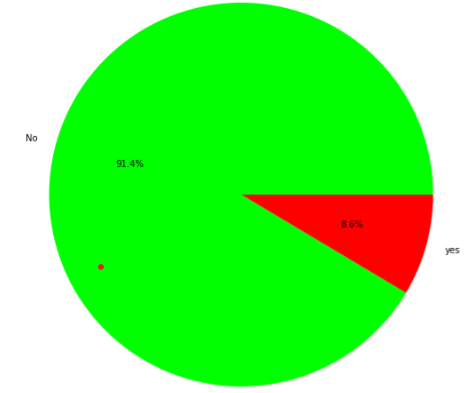 No
91.4%
8.6%
yes